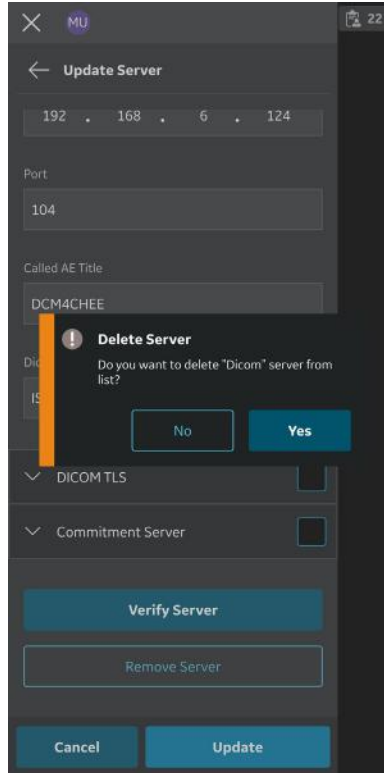 MU
22
Update Server
192 . 168 . 6 . 124
Port
104
Called AE Title
DCM4CHEE
Delete Server
Do you want to delete "Dicom" server from
list?
No
Yes
DICOM TLS
Commitment Server
Verify Server
Remove Server
Cancel
Update